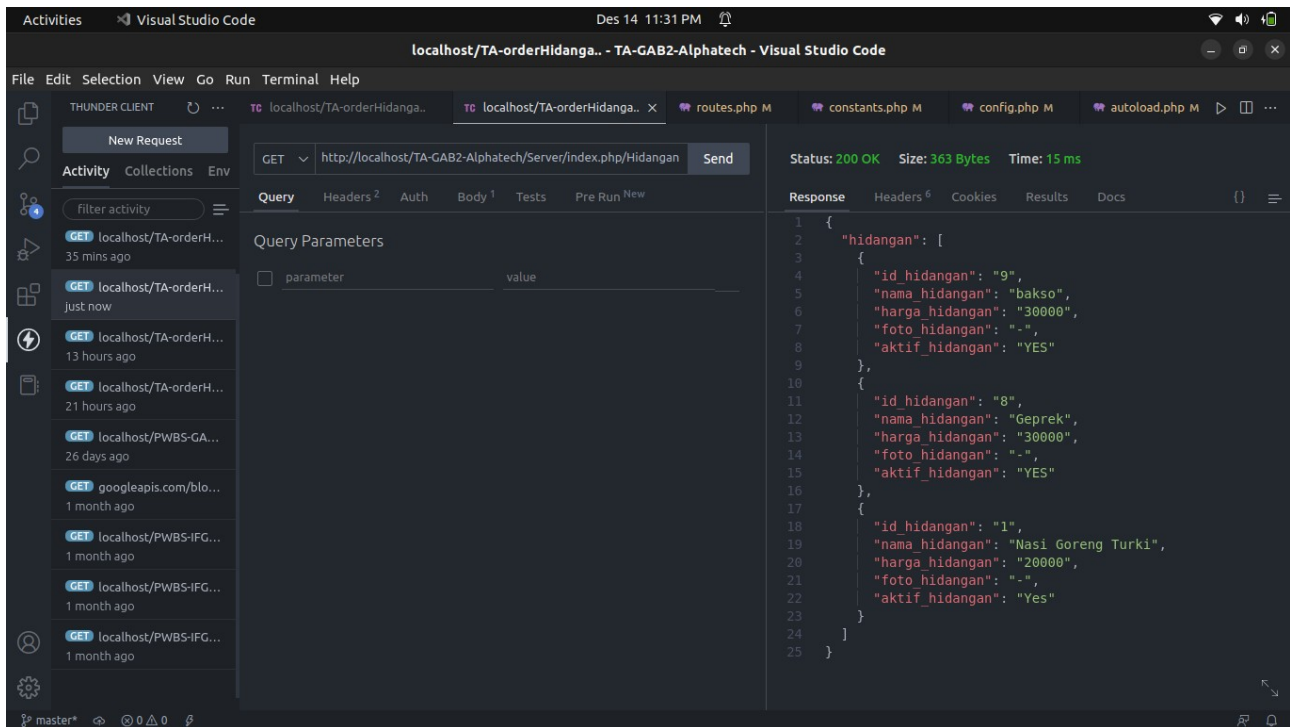 Activities Visual Studio Code Des 14 11:31 PM
localhost/TA-orderHidanga.. - TA-GAB2-Alphatech - Visual Studio Code
File Edit Selection View Go Run Terminal Help
THUNDER CLIENT ...
TC localhost/TA-orderHidanga.. TC localhost/TA-orderHidanga.. routes.php M constants.php M config.php M autoload.php M ...
New Request
Activity Collections Env
filter activity
GET localhost/TA-orderH...
35 mins ago
GET localhost/TA-orderH...
just now
GET localhost/TA-orderH...
13 hours ago
GET localhost/TA-orderH...
21 hours ago
GET localhost/PWBS-GA...
26 days ago
GET googleapis.com/blo...
1 month ago
GET localhost/PWBS-IFG...
1 month ago
GET localhost/PWBS-IFG...
1 month ago
GET localhost/PWBS-IFG...
1 month ago
4
GET http://localhost/TA-GAB2-Alphatech/Server/index.php/Hidangan Send
Query Headers 2 Auth Body 1 Tests Pre Run New
Query Parameters
parameter value
Status: 200 OK Size: 363 Bytes Time: 15 ms
Response Headers 6 Cookies Results Docs {}
1 {
2 "hidangan": [
3 {
4 "id_hidangan": "9",
5 "nama_hidangan": "bakso",
6 "harga_hidangan": "30000",
7 "foto_hidangan": "-",
8 "aktif_hidangan": "YES"
9 },
10 {
11 "id_hidangan": "8",
12 "nama_hidangan": "Geprek",
13 "harga_hidangan": "30000",
14 "foto_hidangan": "-",
15 "aktif_hidangan": "YES"
16 },
17 {
18 "id_hidangan": "1",
19 "nama_hidangan": "Nasi Goreng Turki",
20 "harga_hidangan": "20000",
21 "foto_hidangan": "-",
22 "aktif_hidangan": "Yes"
23 }
24 ]
25 }
master* 0 0